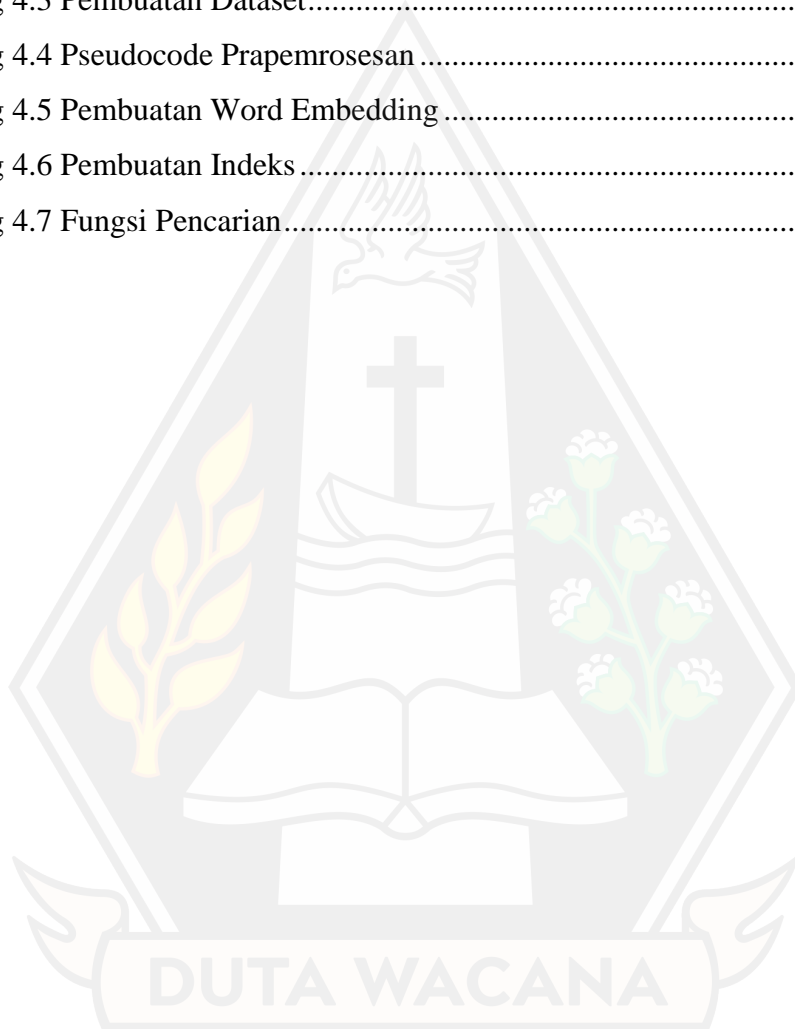 g 4.3 Pembuatan Dataset
g 4.4 Pseudocode Prapemrosesan
g 4.5 Pembuatan Word Embedding
g 4.6 Pembuatan Indeks
g 4.7 Fungsi Pencarian
DUTA WACANA